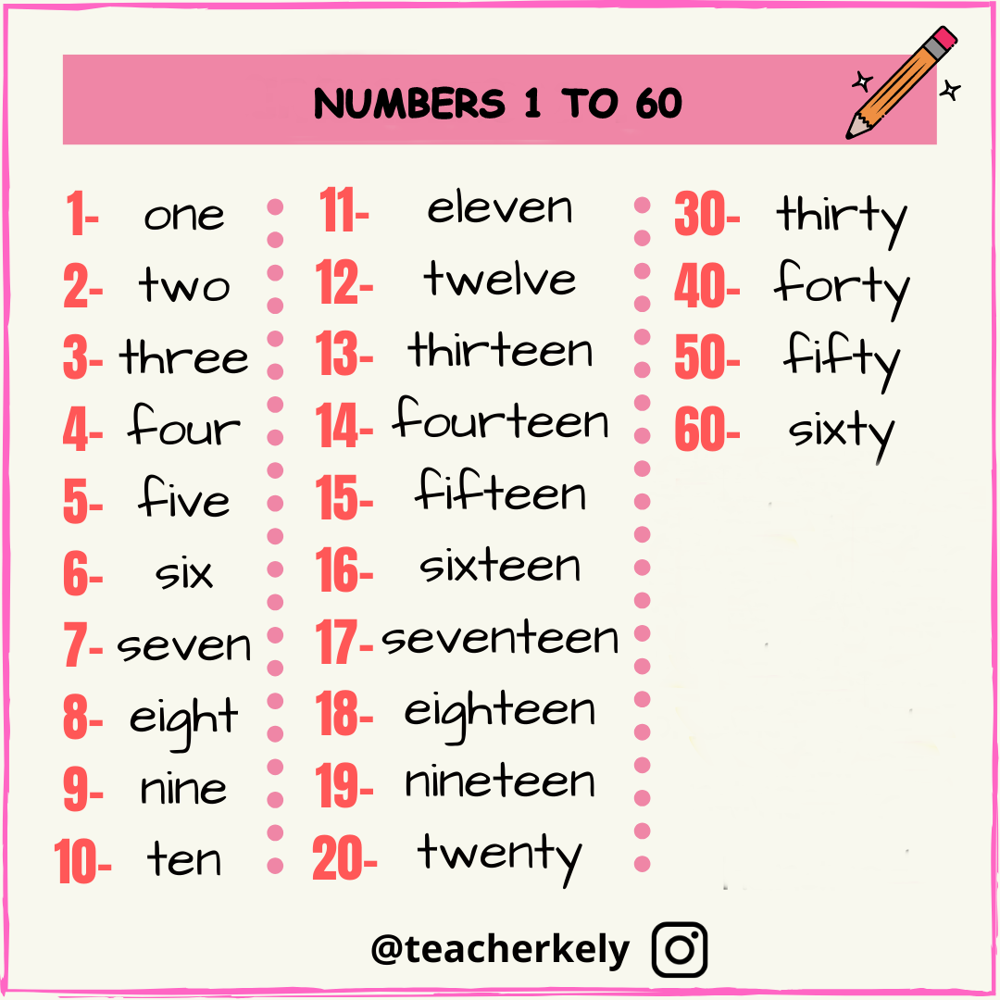 NUMBERS 1 TO 60
1- one
2- two
3- three
4- four
5- five
6- six
7- seven
8- eight
9- nine
10- ten
11- eleven
12- twelve
13- thirteen
14- fourteen
15- fifteen
16- sixteen
17- seventeen
18- eighteen
19- nineteen
20- twenty
30- thirty
40- forty
50- fifty
60- sixty
@teacherkely